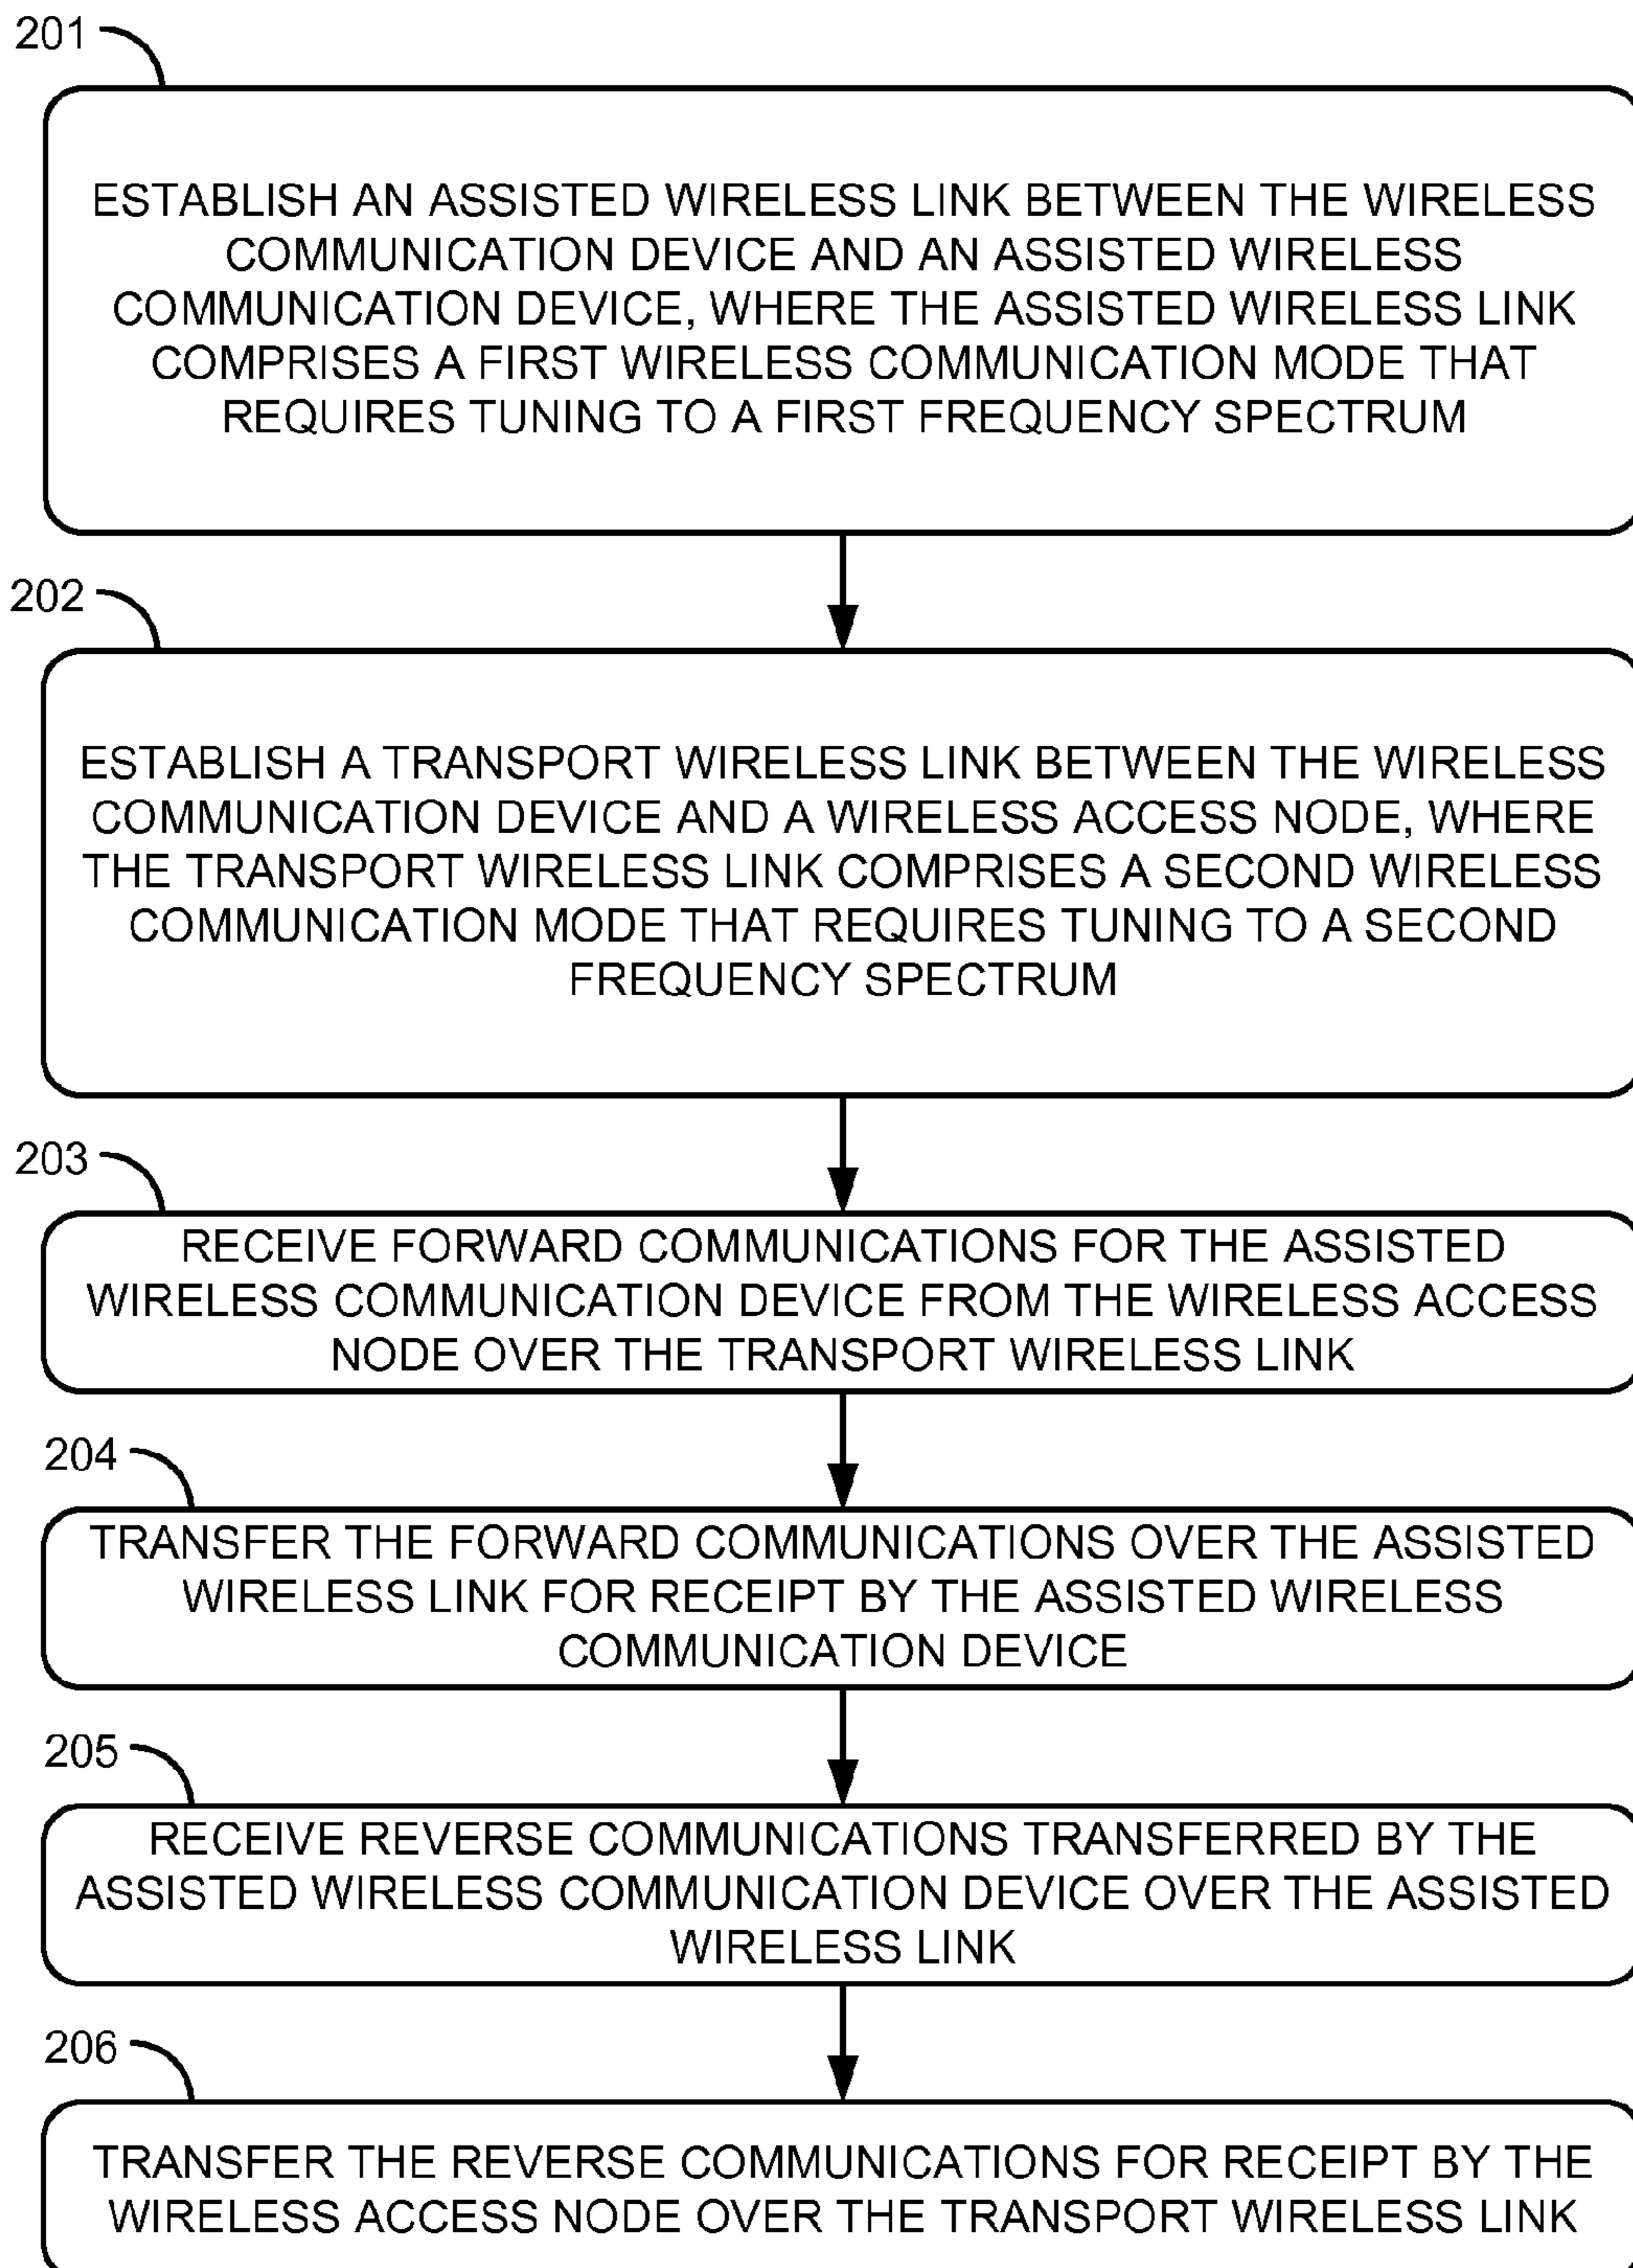 201
ESTABLISH AN ASSISTED WIRELESS LINK BETWEEN THE WIRELESS
COMMUNICATION DEVICE AND AN ASSISTED WIRELESS
COMMUNICATION DEVICE, WHERE THE ASSISTED WIRELESS LINK
COMPRISES A FIRST WIRELESS COMMUNICATION MODE THAT
REQUIRES TUNING TO A FIRST FREQUENCY SPECTRUM
202
ESTABLISH A TRANSPORT WIRELESS LINK BETWEEN THE WIRELESS
COMMUNICATION DEVICE AND A WIRELESS ACCESS NODE, WHERE
THE TRANSPORT WIRELESS LINK COMPRISES A SECOND WIRELESS
COMMUNICATION MODE THAT REQUIRES TUNING TO A SECOND
FREQUENCY SPECTRUM
203
RECEIVE FORWARD COMMUNICATIONS FOR THE ASSISTED
WIRELESS COMMUNICATION DEVICE FROM THE WIRELESS ACCESS
NODE OVER THE TRANSPORT WIRELESS LINK
204
TRANSFER THE FORWARD COMMUNICATIONS OVER THE ASSISTED
WIRELESS LINK FOR RECEIPT BY THE ASSISTED WIRELESS
COMMUNICATION DEVICE
205
RECEIVE REVERSE COMMUNICATIONS TRANSFERRED BY THE
ASSISTED WIRELESS COMMUNICATION DEVICE OVER THE ASSISTED
WIRELESS LINK
206
TRANSFER THE REVERSE COMMUNICATIONS FOR RECEIPT BY THE
WIRELESS ACCESS NODE OVER THE TRANSPORT WIRELESS LINK